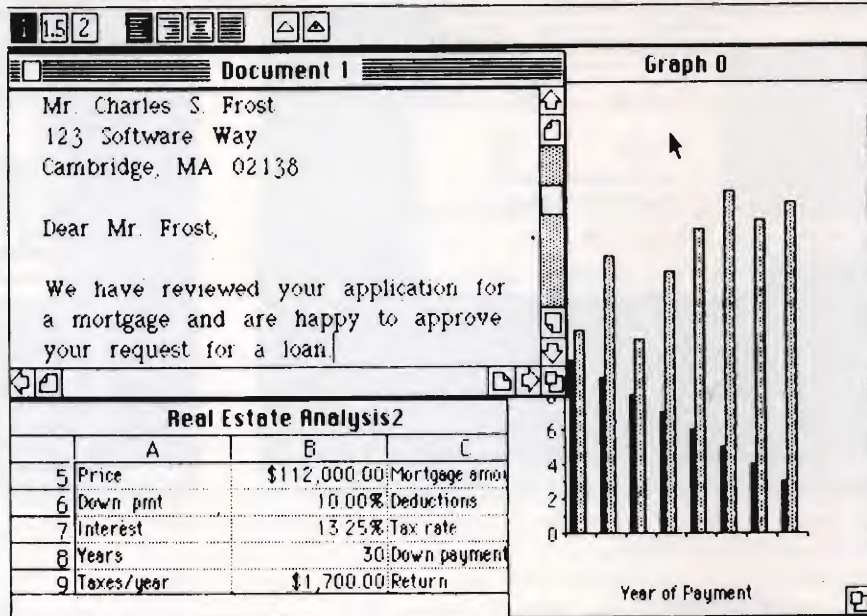 1 1.5 2
Document 1
Mr. Charles S. Frost
123 Software Way
Cambridge, MA 02138
Dear Mr. Frost,
We have reviewed your application for
a mortgage and are happy to approve
your request for a loan.
Graph 0
8
6
4
2
0
Year of Payment
Real Estate Analysis2
A B C
5 Price $112,000.00 Mortgage amou
6 Down pmt 10.00% Deductions
7 Interest 13.25% Tax rate
8 Years 30 Down payment
9 Taxes/year $1,700.00 Return